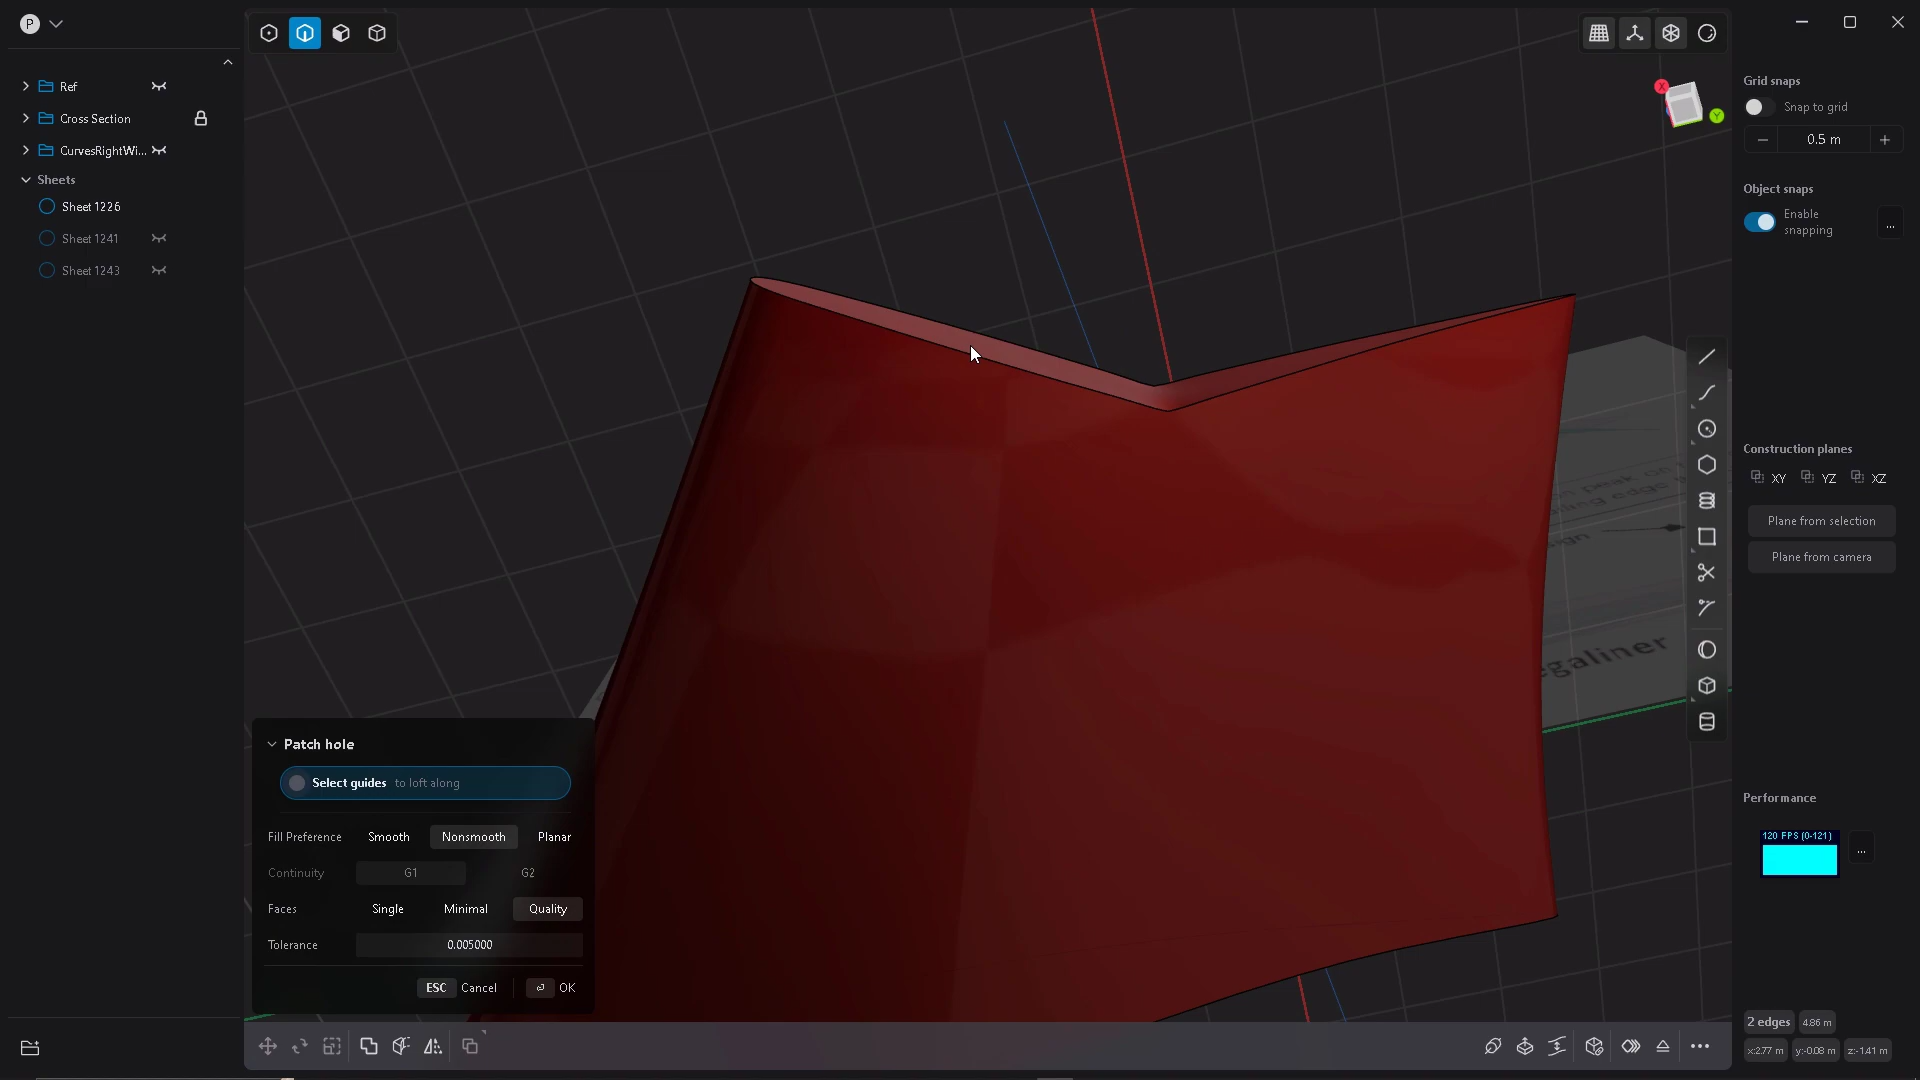 P
Ref
Cross Section
CurvesRightWi...
Sheets
Sheet 1226
Sheet 1241
Sheet 1243
X
Y
Grid snaps
Snap to grid
0.5 m
Object snaps
Enable
snapping
...
Construction planes
XY
YZ
XZ
Plane from selection
Plane from camera
Performance
120 FPS (0-121)
...
2 edges
4.86 m
x:2.77 m
y:-0.08 m
z:-1.41 m
Patch hole
Select guides to loft along
Fill Preference Smooth Nonsmooth Planar
Continuity G1 G2
Faces Single Minimal Quality
Tolerance 0.005000
ESC Cancel OK